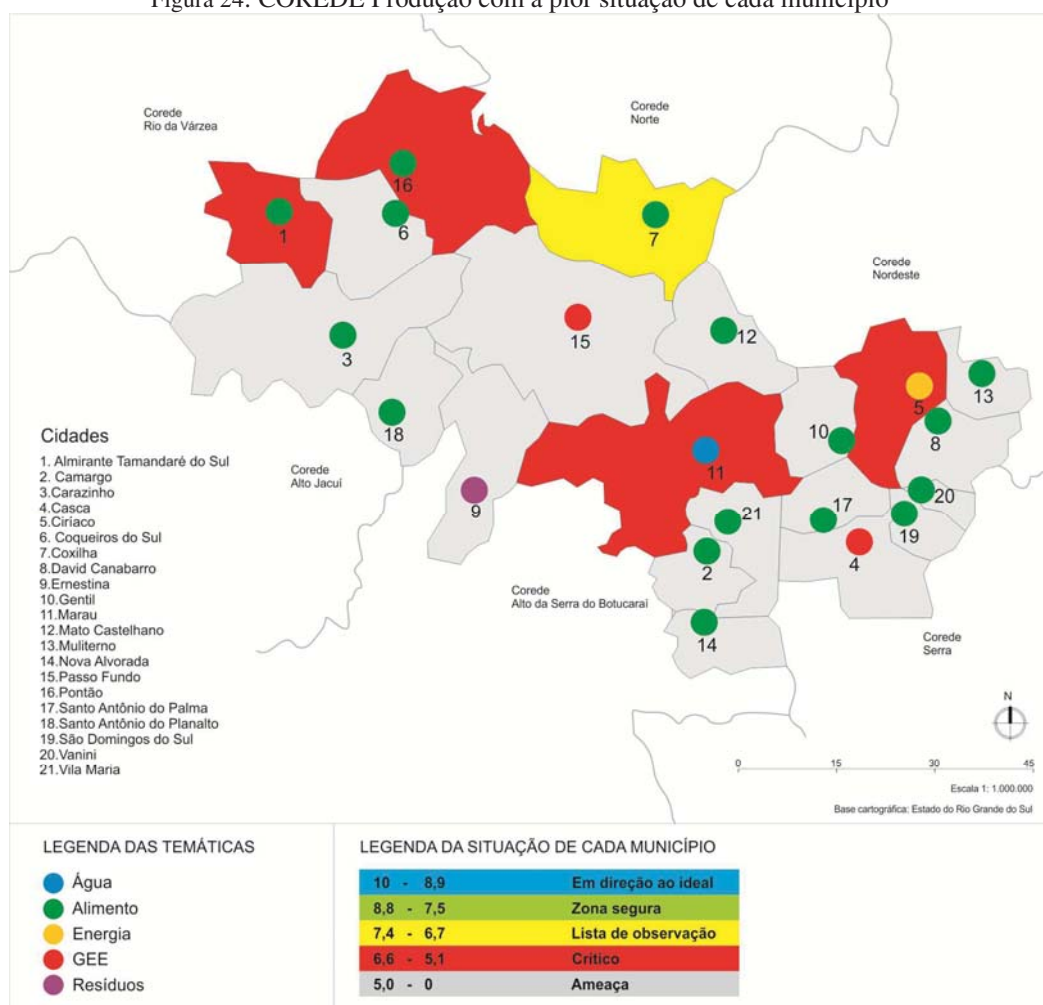 Figura 24: COREDE Produção com a pior situação de cada município
Corede
Rio da Várzea
Corede
Norte
16
1
6
7
Corede
Nordeste
15
12
3
5
13
18
10
8
Cidades
1. Almirante Tamandaré do Sul
2. Camargo
3.Carazinho
4.Casca
5.Ciríaco
6. Coqueiros do Sul
7.Coxilha
8.David Canabarro
9.Ernestina
10.Gentil
11.Marau
12.Mato Castelhano
13.Muliterno
14.Nova Alvorada
15.Passo Fundo
16.Pontão
17.Santo Antônio do Palma
18.Santo Antônio do Planalto
19.São Domingos do Sul
20.Vanini
21.Vila Maria
Corede
Alto Jacuí
11
9
20
21
17
19
4
2
Corede
Alto da Serra do Botucaraí
14
Corede
Serra
N
0 15 30 45
Escala 1: 1.000.000
Base cartográfica: Estado do Rio Grande do Sul
LEGENDA DAS TEMÁTICAS
Água
Alimento
Energia
GEE
Resíduos
LEGENDA DA SITUAÇÃO DE CADA MUNICÍPIO
10 - 8,9 Em direção ao ideal
8,8 - 7,5 Zona segura
7,4 - 6,7 Lista de observação
6,6 - 5,1 Crítico
5,0 - 0 Ameaça